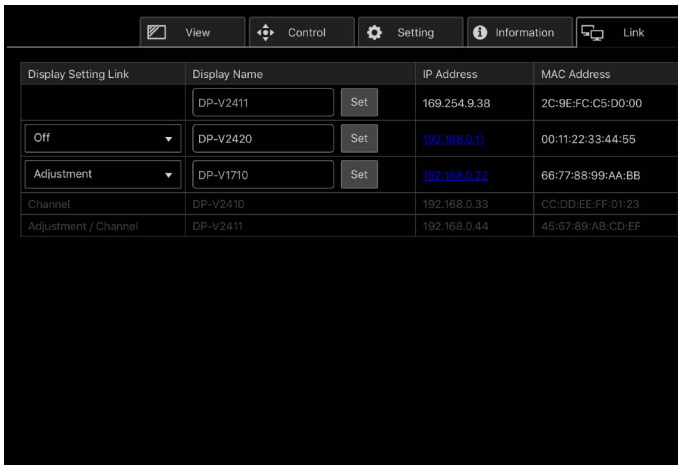 View Control Setting Information Link
Display Setting Link Display Name IP Address MAC Address
DP-V2411 Set 169.254.9.38 2C:9E:FC:C5:D0:00
Off DP-V2420 Set 192.168.0.11 00:11:22:33:44:55
Adjustment DP-V1710 Set 192.168.0.22 66:77:88:99:AA:BB
Channel DP-V2410 192.168.0.33 CC:DD:EE:FF:01:23
Adjustment / Channel DP-V2411 192.168.0.44 45:67:89:AB:CD:EF